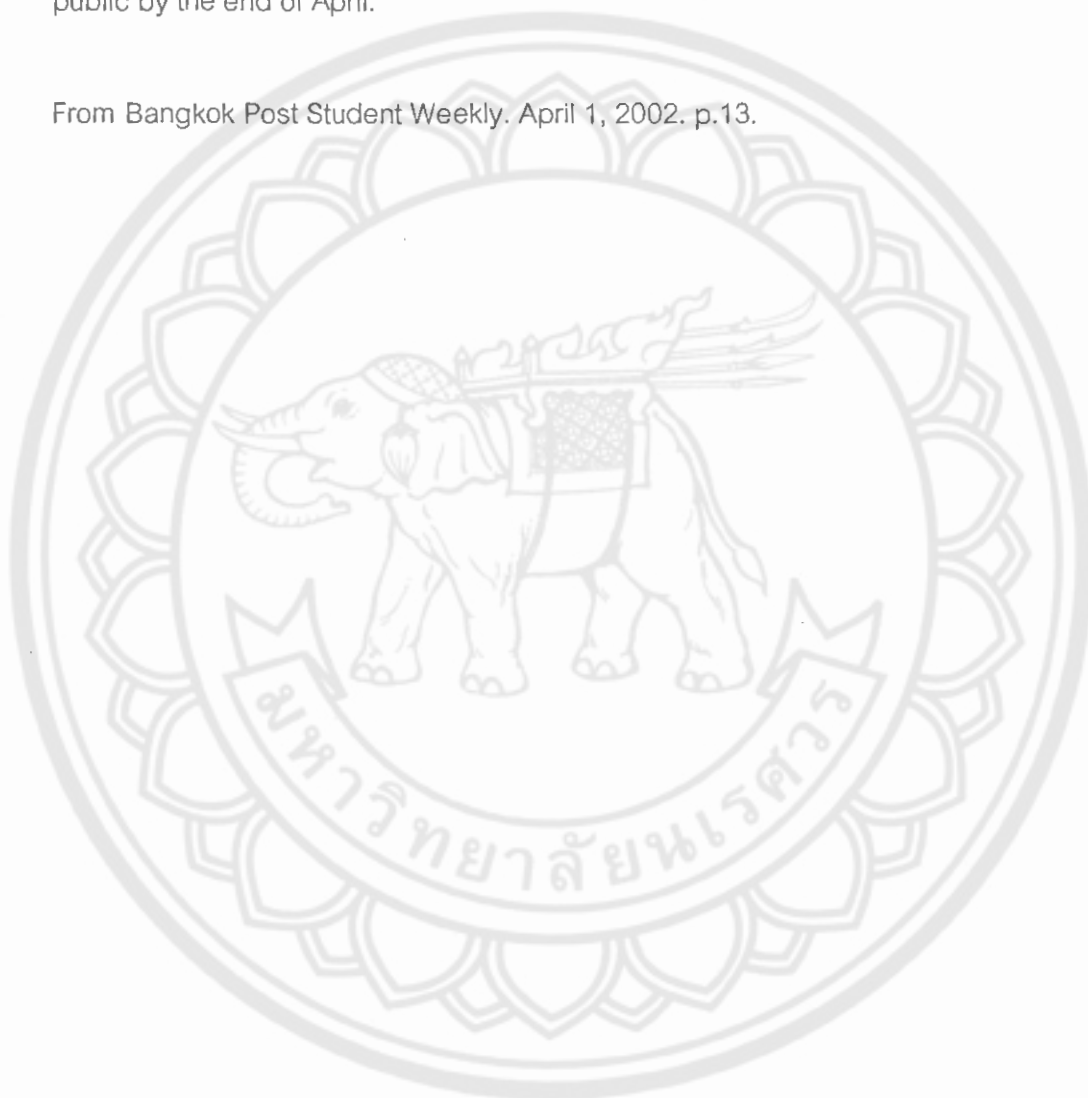 public by the end of April.
From Bangkok Post Student Weekly. April 1, 2002. p.13.
มหาวิทยาลัยนเรศวร